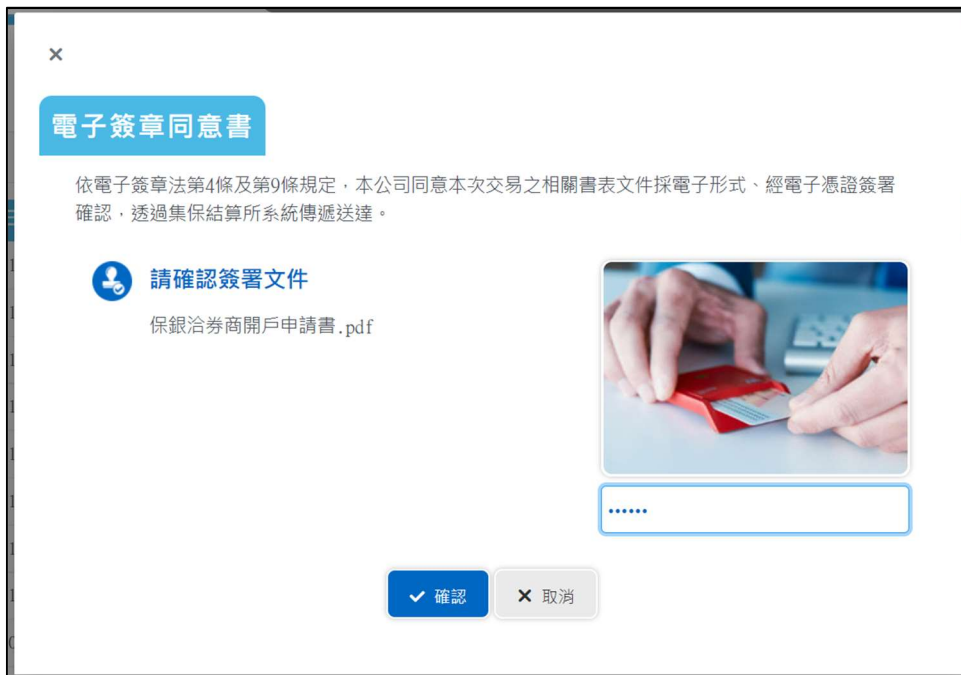 ×
電子簽章同意書
依電子簽章法第4條及第9條規定，本公司同意本次交易之相關書表文件採電子形式、經電子憑證簽署
確認，透過集保結算所系統傳遞送達。
請確認簽署文件
保銀洽券商開戶申請書.pdf
••••••
確認
取消